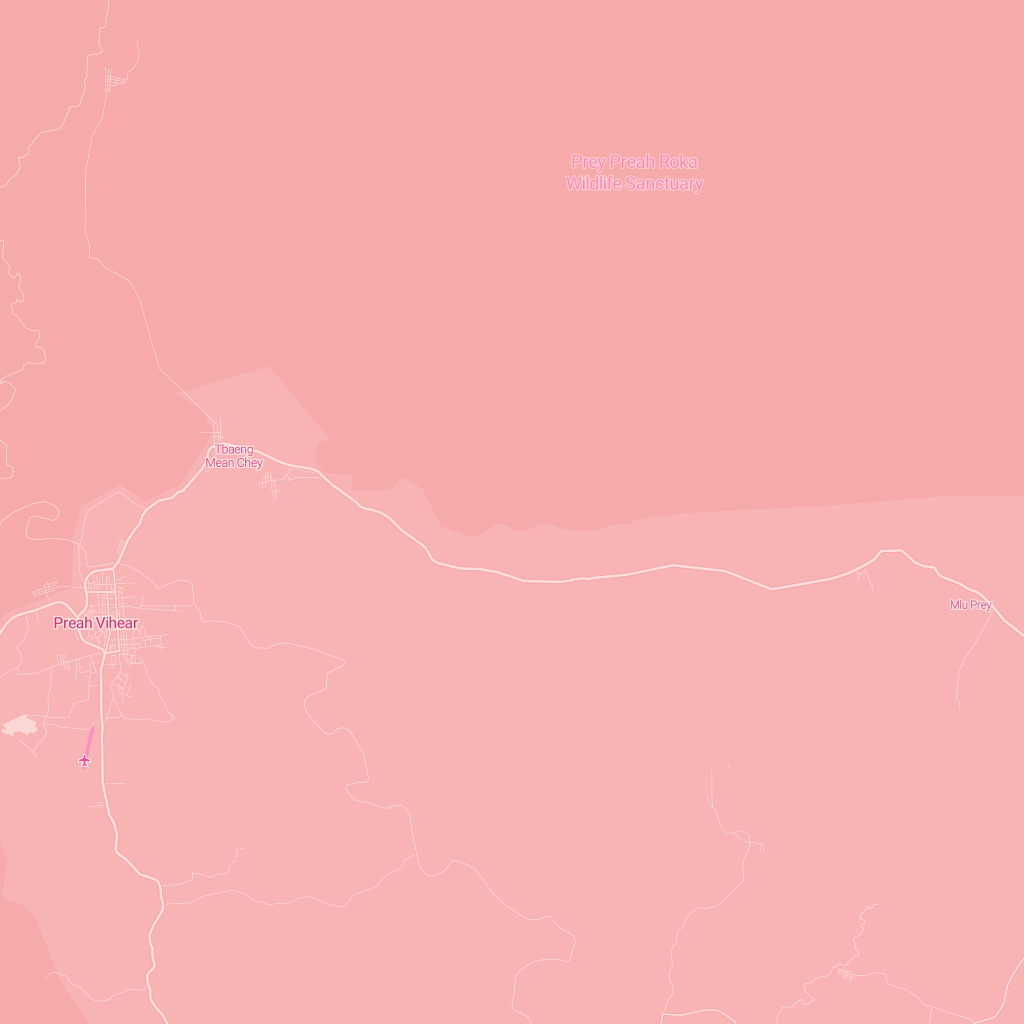 Prey Preah Roka
Wildlife Sanctuary
Tbaeng
Mean Chey
Mlu Prey
Preah Vihear